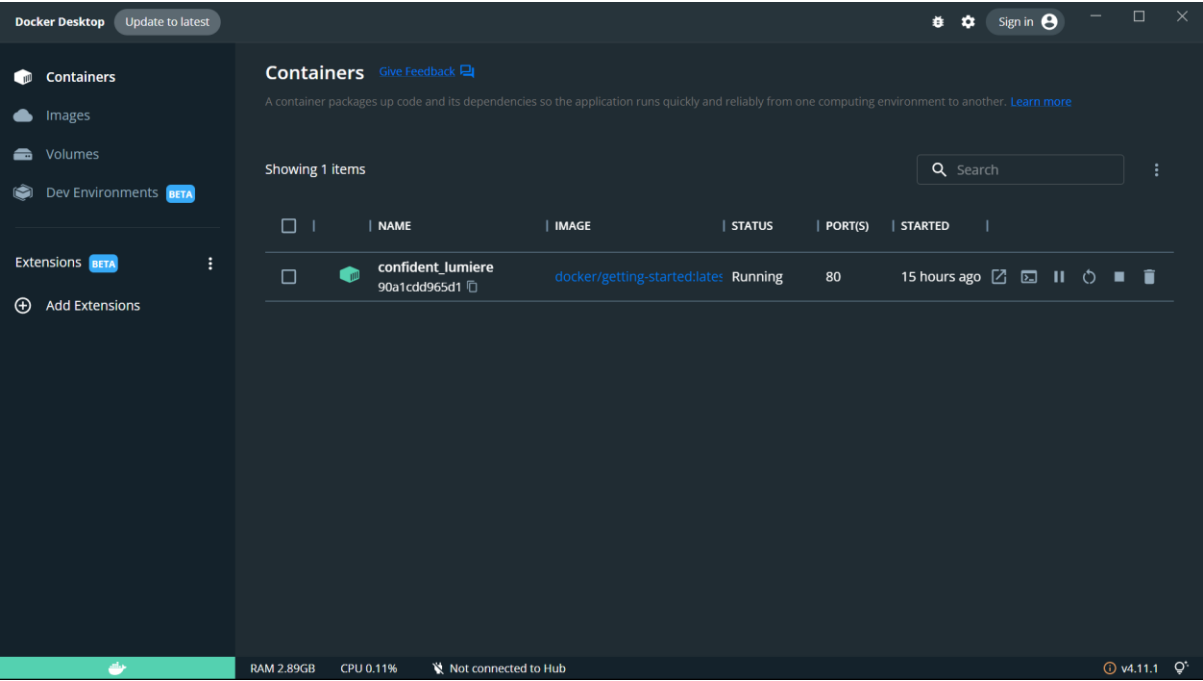 Docker Desktop Update to latest Sign in
Containers
Images
Volumes
Dev Environments BETA
Extensions BETA
Add Extensions
Containers Give Feedback
A container packages up code and its dependencies so the application runs quickly and reliably from one computing environment to another. Learn more
Showing 1 items Search
NAME IMAGE STATUS PORT(S) STARTED
confident_lumiere docker/getting-started:lates Running 80 15 hours ago
90a1cdd965d1
RAM 2.89GB CPU 0.11% Not connected to Hub v4.11.1